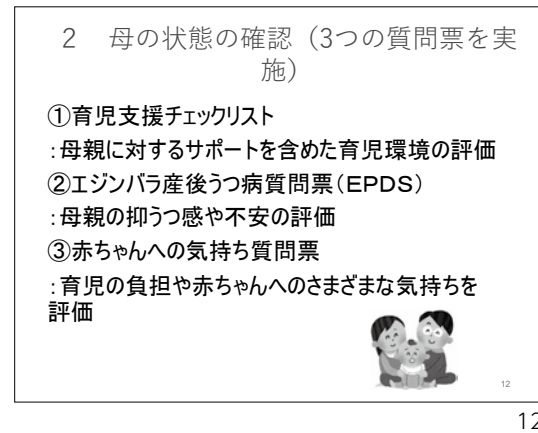 2　母の状態の確認（3つの質問票を実
施）
①育児支援チェックリスト
：母親に対するサポートを含めた育児環境の評価
②エジンバラ産後うつ病質問票（EPDS）
：母親の抑うつ感や不安の評価
③赤ちゃんへの気持ち質問票
：育児の負担や赤ちゃんへのさまざまな気持ちを
評価
12
12